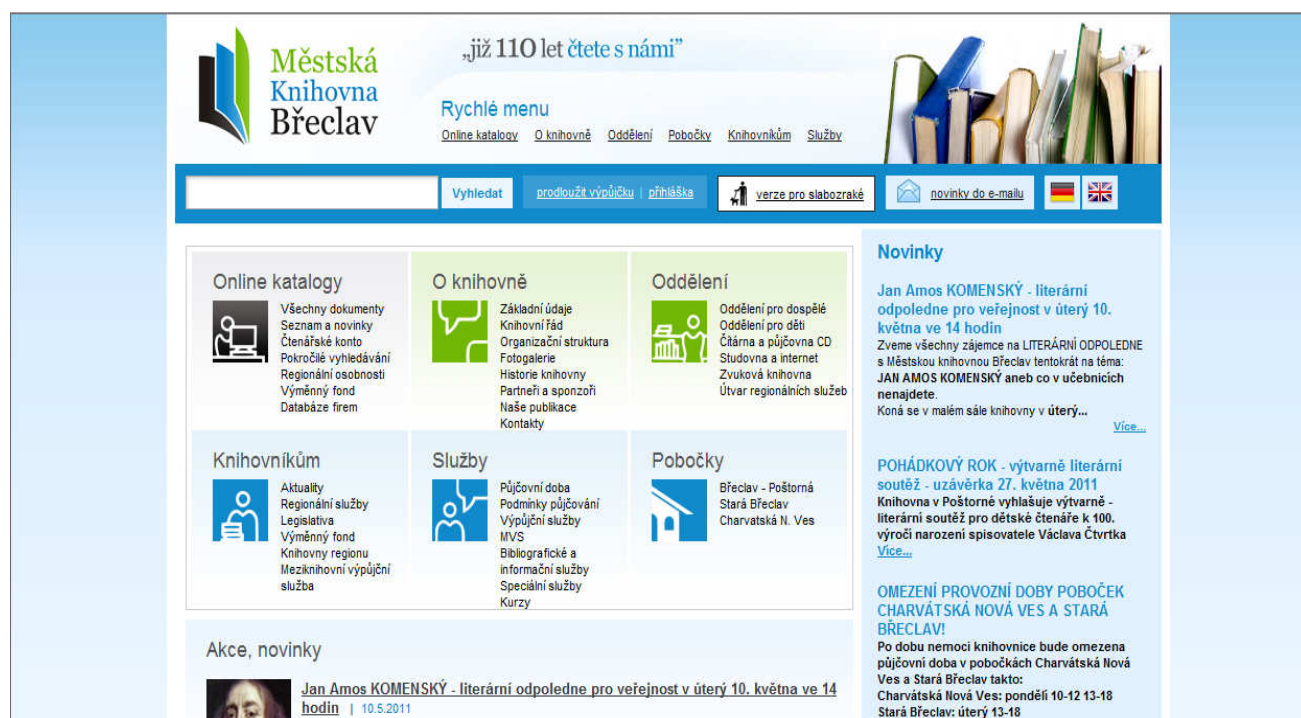 Městská
Knihovna
Břeclav
„již 110 let čtete s námi”
Rychlé menu
Online katalogy O knihovně Oddělení Pobočky Knihovníkům Služby
Vyhledat prodloužit výpůjčku | přihláška verze pro slabozraké novinky do e-mailu
Online katalogy
Všechny dokumenty
Seznam a novinky
Čtenářské konto
Pokročilé vyhledávání
Regionální osobnosti
Výměnný fond
Databáze firem
O knihovně
Základní údaje
Knihovní řád
Organizační struktura
Fotogalerie
Historie knihovny
Partneři a sponzoři
Naše publikace
Kontakty
Oddělení
Oddělení pro dospělé
Oddělení pro děti
Čítárna a půjčovna CD
Studovna a internet
Zvuková knihovna
Útvar regionálních služeb
Knihovníkům
Aktuality
Regionální služby
Legislativa
Výměnný fond
Knihovny regionu
Meziknihovní výpůjční
služba
Služby
Půjčovní doba
Podmínky půjčování
Výpůjční služby
MVS
Bibliografické a
informační služby
Speciální služby
Kurzy
Pobočky
Břeclav - Poštorná
Stará Břeclav
Charvatská N. Ves
Akce, novinky
Jan Amos KOMENSKÝ - literární odpoledne pro veřejnost v úterý 10. května ve 14
hodin | 10.5.2011
Novinky
Jan Amos KOMENSKÝ - literární
odpoledne pro veřejnost v úterý 10.
května ve 14 hodin
Zveme všechny zájemce na LITERÁRNÍ ODPOLEDNE
s Městskou knihovnou Břeclav tentokrát na téma:
JAN AMOS KOMENSKÝ aneb co v učebnicích
nenajdete.
Koná se v malém sále knihovny v úterý...
Více...
POHÁDKOVÝ ROK - výtvarně literární
soutěž - uzávěrka 27. května 2011
Knihovna v Poštorné vyhlašuje výtvarně -
literární soutěž pro dětské čtenáře k 100.
výročí narození spisovatele Václava Čtvrtka
Více...
OMEZENÍ PROVOZNÍ DOBY POBOČEK
CHARVÁTSKÁ NOVÁ VES A STARÁ
BŘECLAV!
Po dobu nemoci knihovnice bude omezena
půjčovní doba v pobočkách Charvátská Nová
Ves a Stará Břeclav takto:
Charvátská Nová Ves: pondělí 10-12 13-18
Stará Břeclav: úterý 13-18